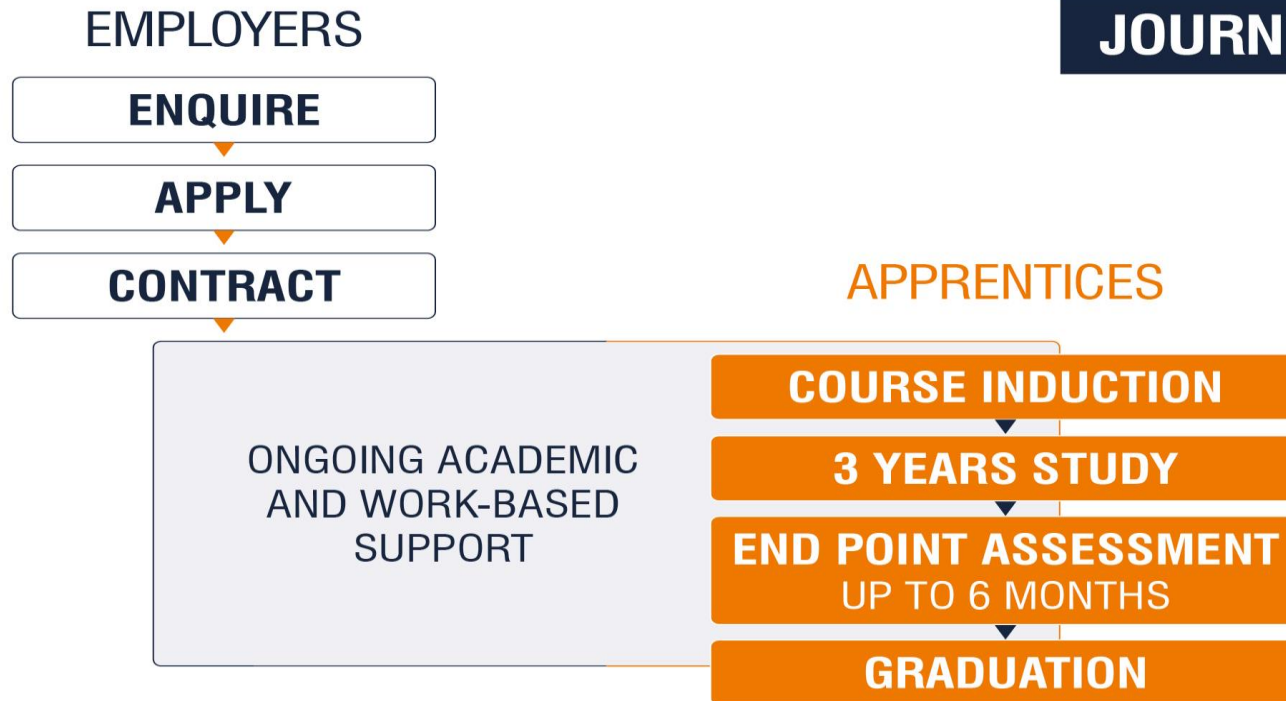 EMPLOYERS
JOURN
ENQUIRE
APPLY
CONTRACT
APPRENTICES
COURSE INDUCTION
ONGOING ACADEMIC
AND WORK-BASED
SUPPORT
3 YEARS STUDY
END POINT ASSESSMENT
UP TO 6 MONTHS
GRADUATION